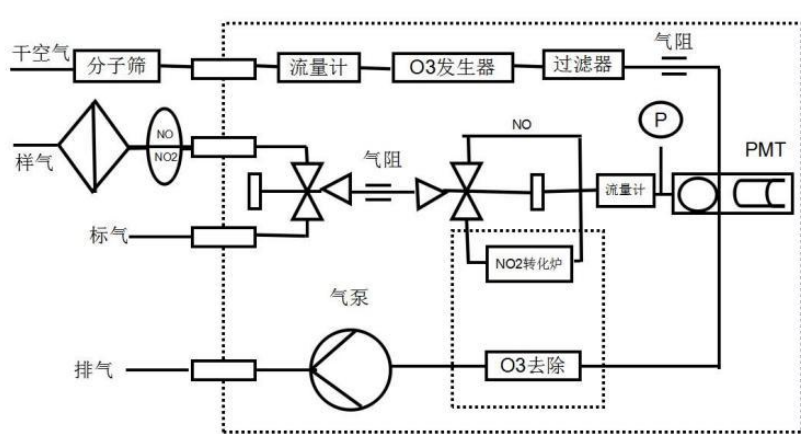 气阻
干空气
分子筛
流量计
O3发生器
过滤器
NO
NO2
样气
气阻
NO
P
PMT
流量计
标气
NO2转化炉
气泵
排气
O3去除